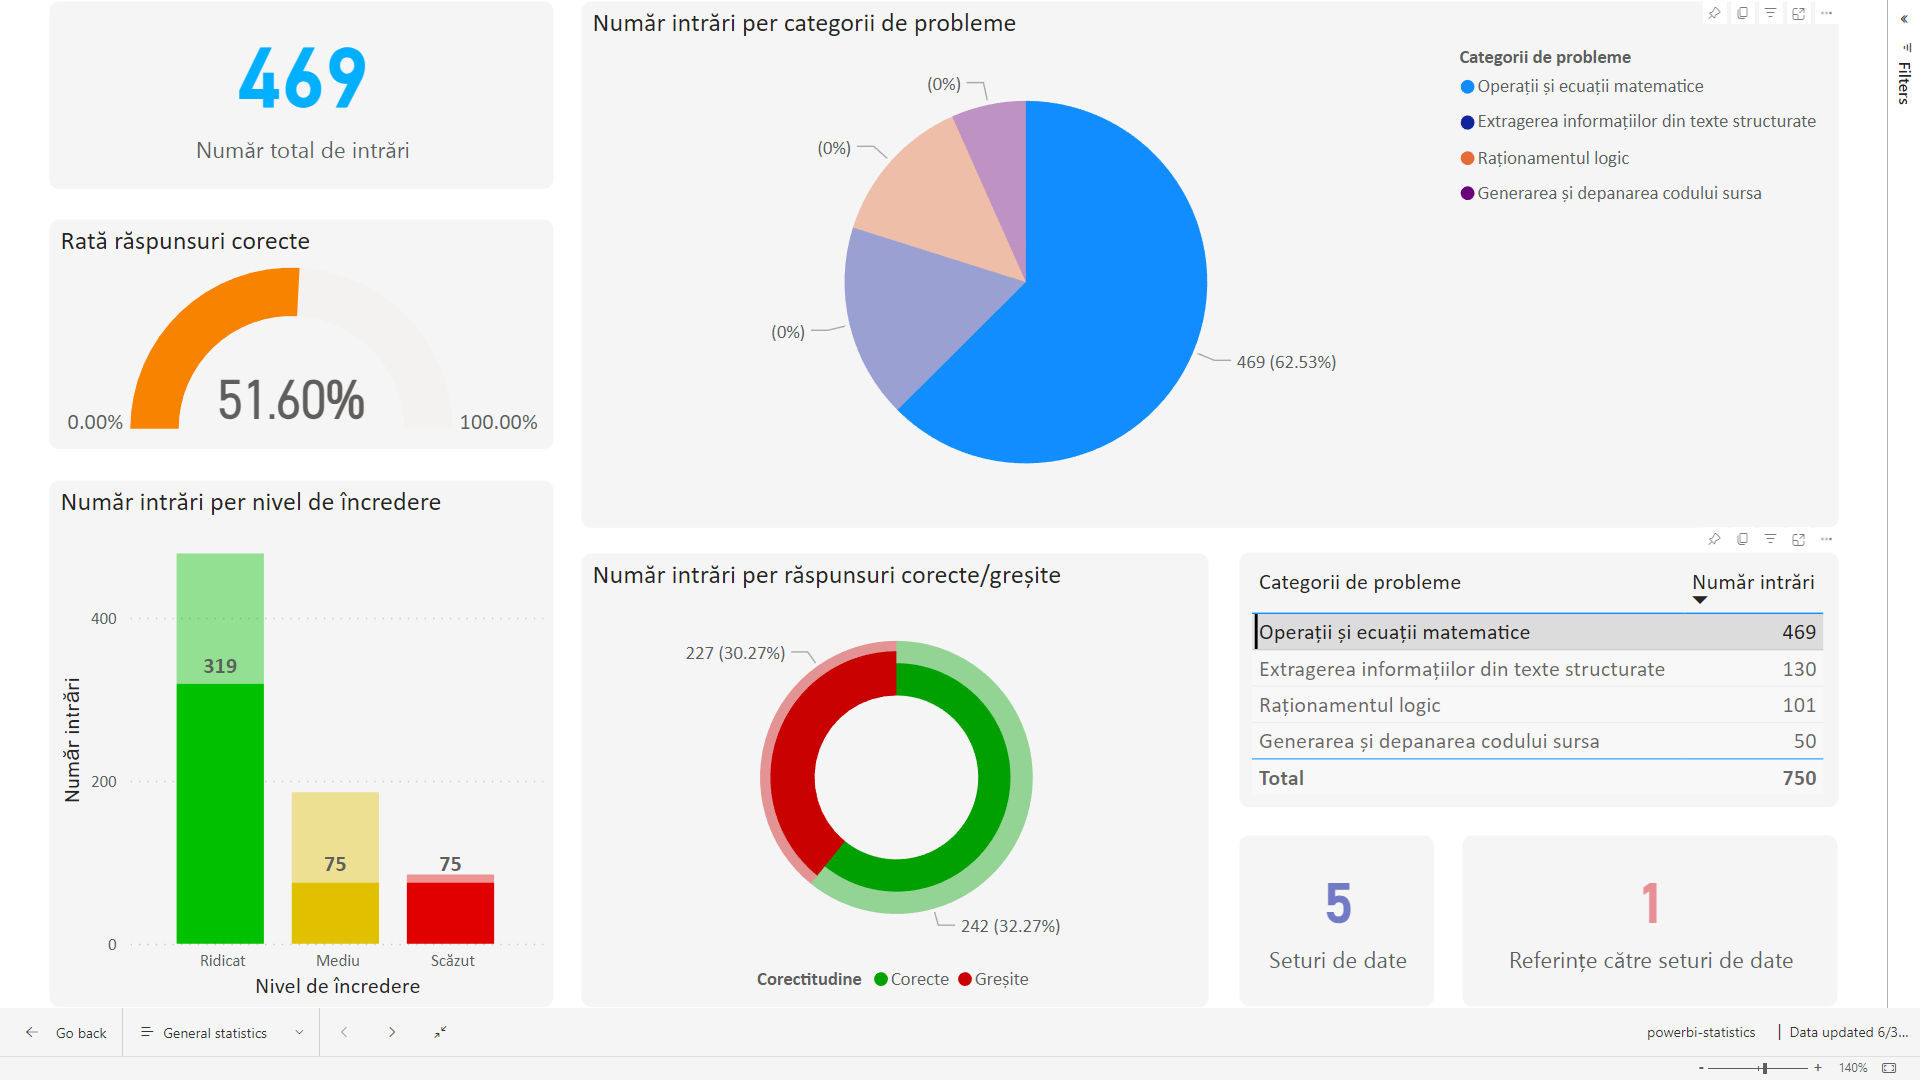 469
Număr total de intrări
Rată răspunsuri corecte
51.60%
0.00%
100.00%
Număr intrări per nivel de încredere
Număr intrări
400
200
0
319
75
75
Ridicat
Mediu
Scăzut
Nivel de încredere
Număr intrări per categorii de probleme
(0%)
(0%)
(0%)
469 (62.53%)
Categorii de probleme
Operații și ecuații matematice
Extragerea informațiilor din texte structurate
Raționamentul logic
Generarea și depanarea codului sursa
Număr intrări per răspunsuri corecte/greșite
227 (30.27%)
242 (32.27%)
Corectitudine Corecte Greșite
Categorii de probleme Număr intrări
Operații și ecuații matematice 469
Extragerea informațiilor din texte structurate 130
Raționamentul logic 101
Generarea și depanarea codului sursa 50
Total 750
5
Seturi de date
1
Referințe către seturi de date
Filters
Go back
General statistics
powerbi-statistics | Data updated 6/3...
- + 140%